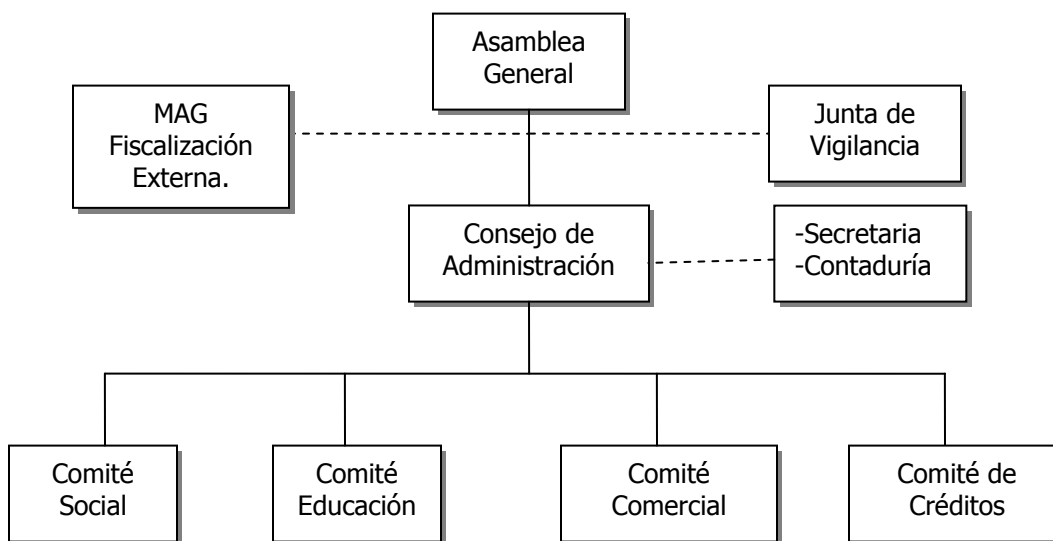 Asamblea
General
MAG
Fiscalización
Externa.
Junta de
Vigilancia
Consejo de
Administración
-Secretaria
-Contaduría
Comité
Social
Comité
Educación
Comité
Comercial
Comité de
Créditos